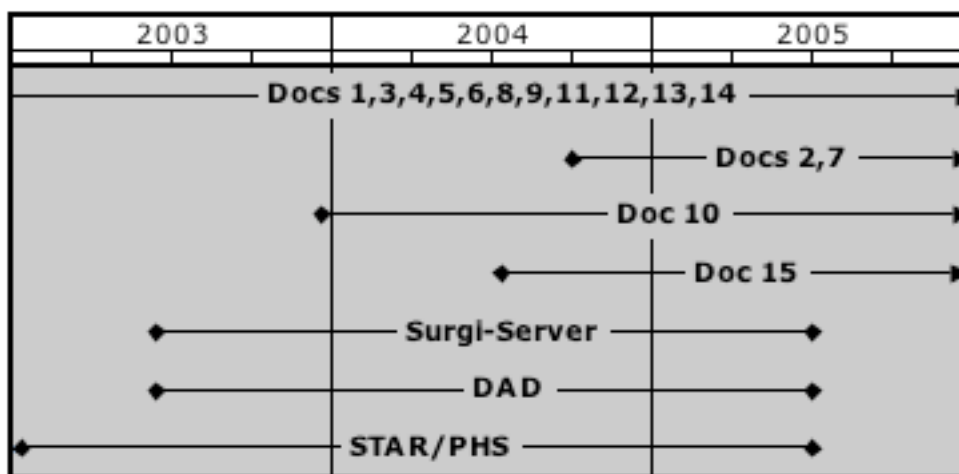 2003 2004 2005
Docs 1,3,4,5,6,8,9,11,12,13,14
Docs 2,7
Doc 10
Doc 15
Surgi-Server
DAD
STAR/PHS